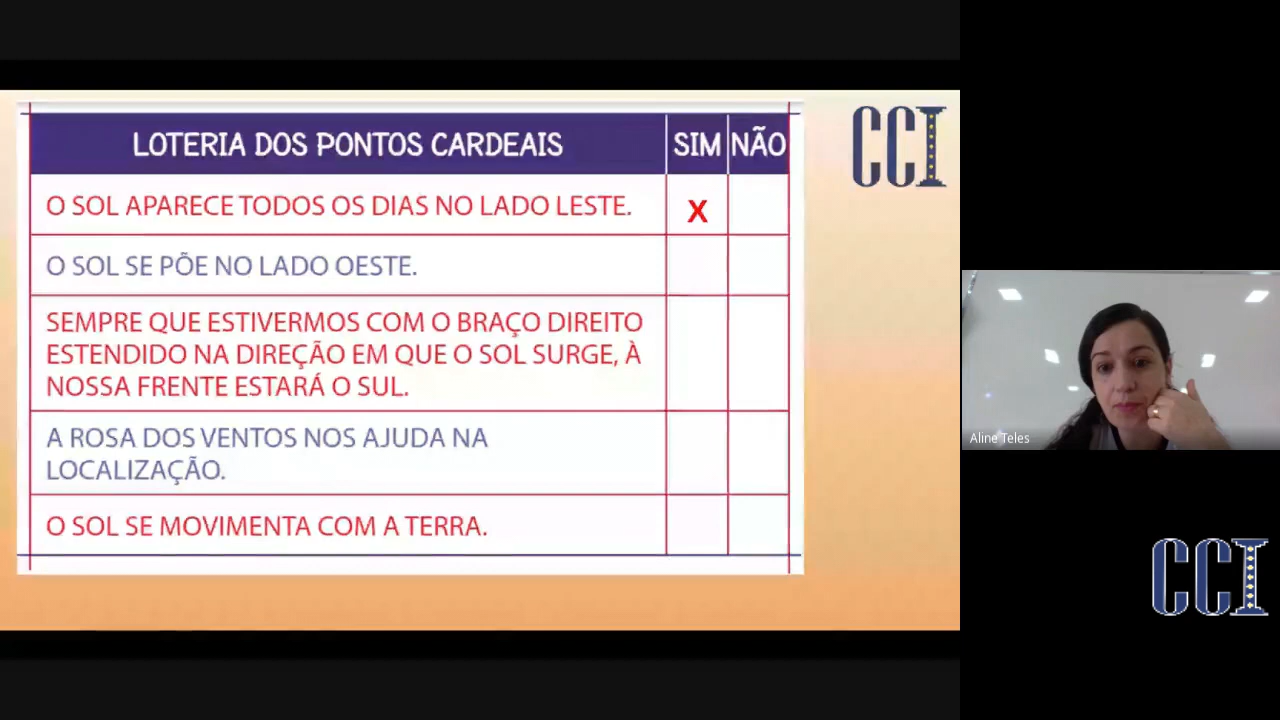 LOTERIA DOS PONTOS CARDEAIS SIM NÃO
O SOL APARECE TODOS OS DIAS NO LADO LESTE. X
O SOL SE PÕE NO LADO OESTE.
SEMPRE QUE ESTIVERMOS COM O BRAÇO DIREITO
ESTENDIDO NA DIREÇÃO EM QUE O SOL SURGE, À
NOSSA FRENTE ESTARÁ O SUL.
A ROSA DOS VENTOS NOS AJUDA NA
LOCALIZAÇÃO.
O SOL SE MOVIMENTA COM A TERRA.
CCI
Aline Teles
CCI